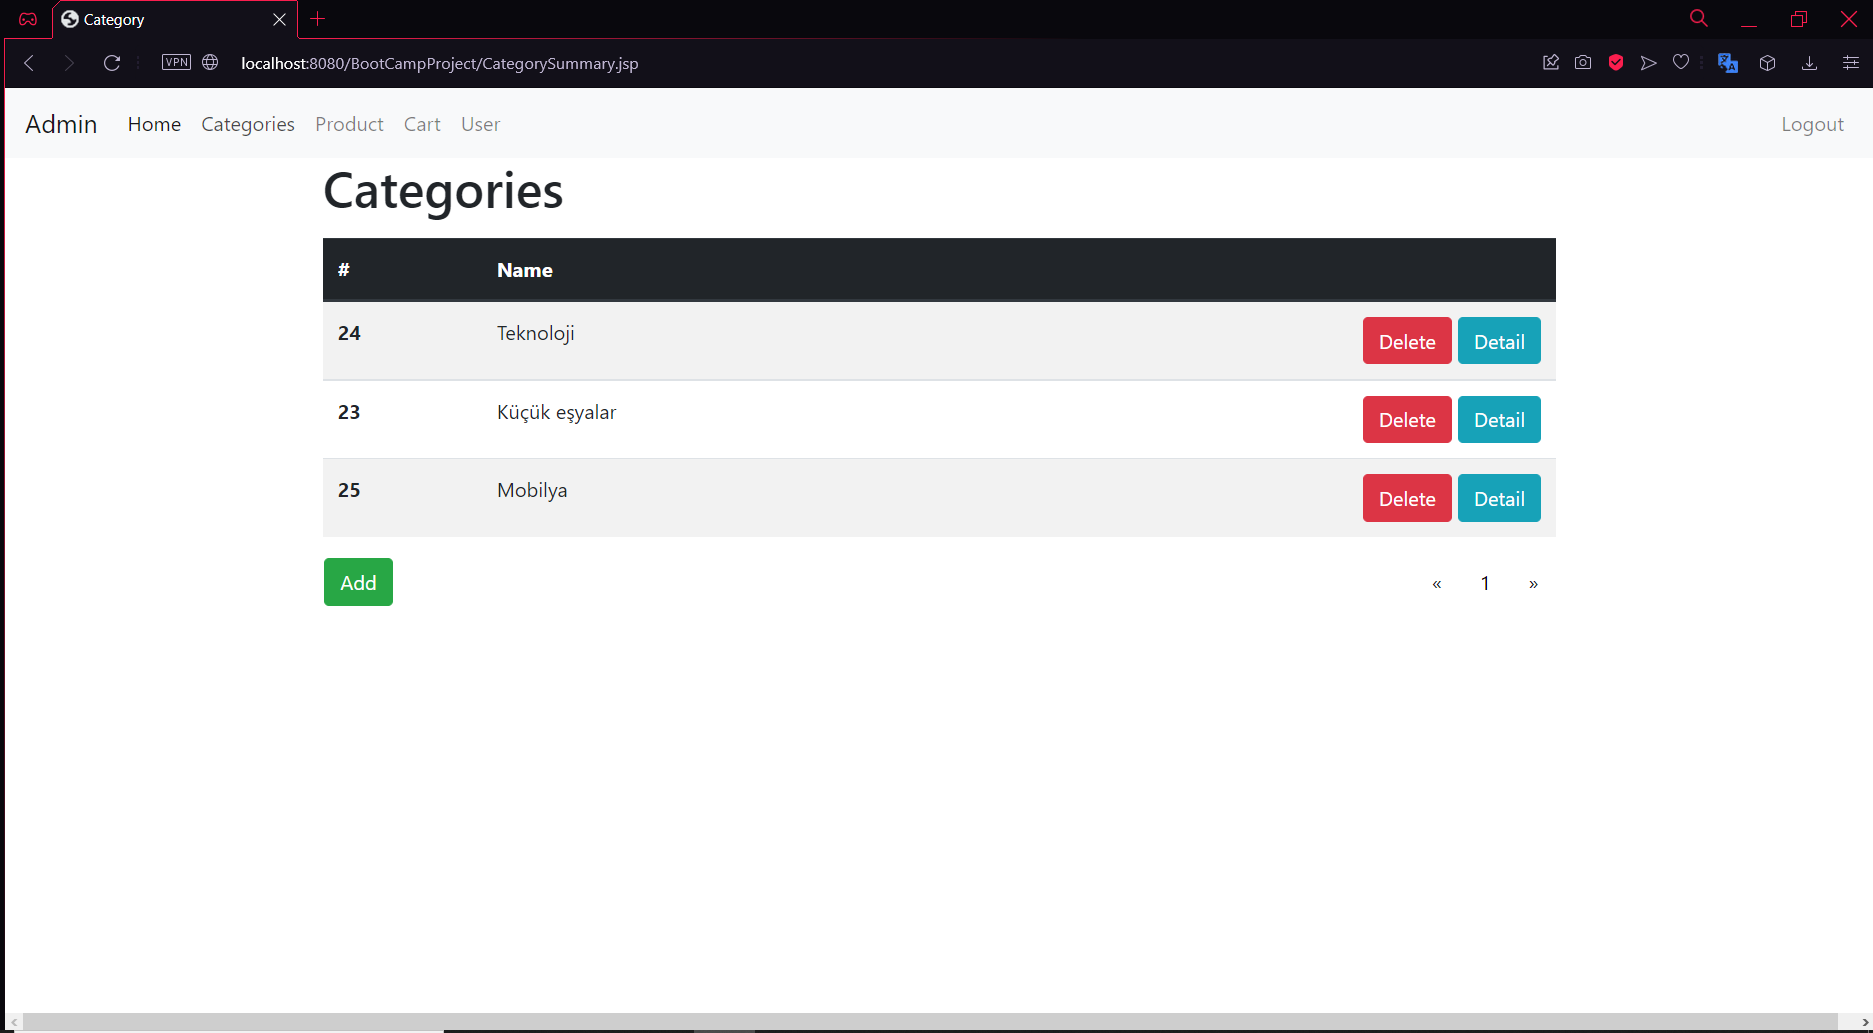 Category
VPN localhost:8080/BootCampProject/CategorySummary.jsp
Admin Home Categories Product Cart User Logout
Categories
# Name
24 Teknoloji Delete Detail
23 Küçük eşyalar Delete Detail
25 Mobilya Delete Detail
Add « 1 »